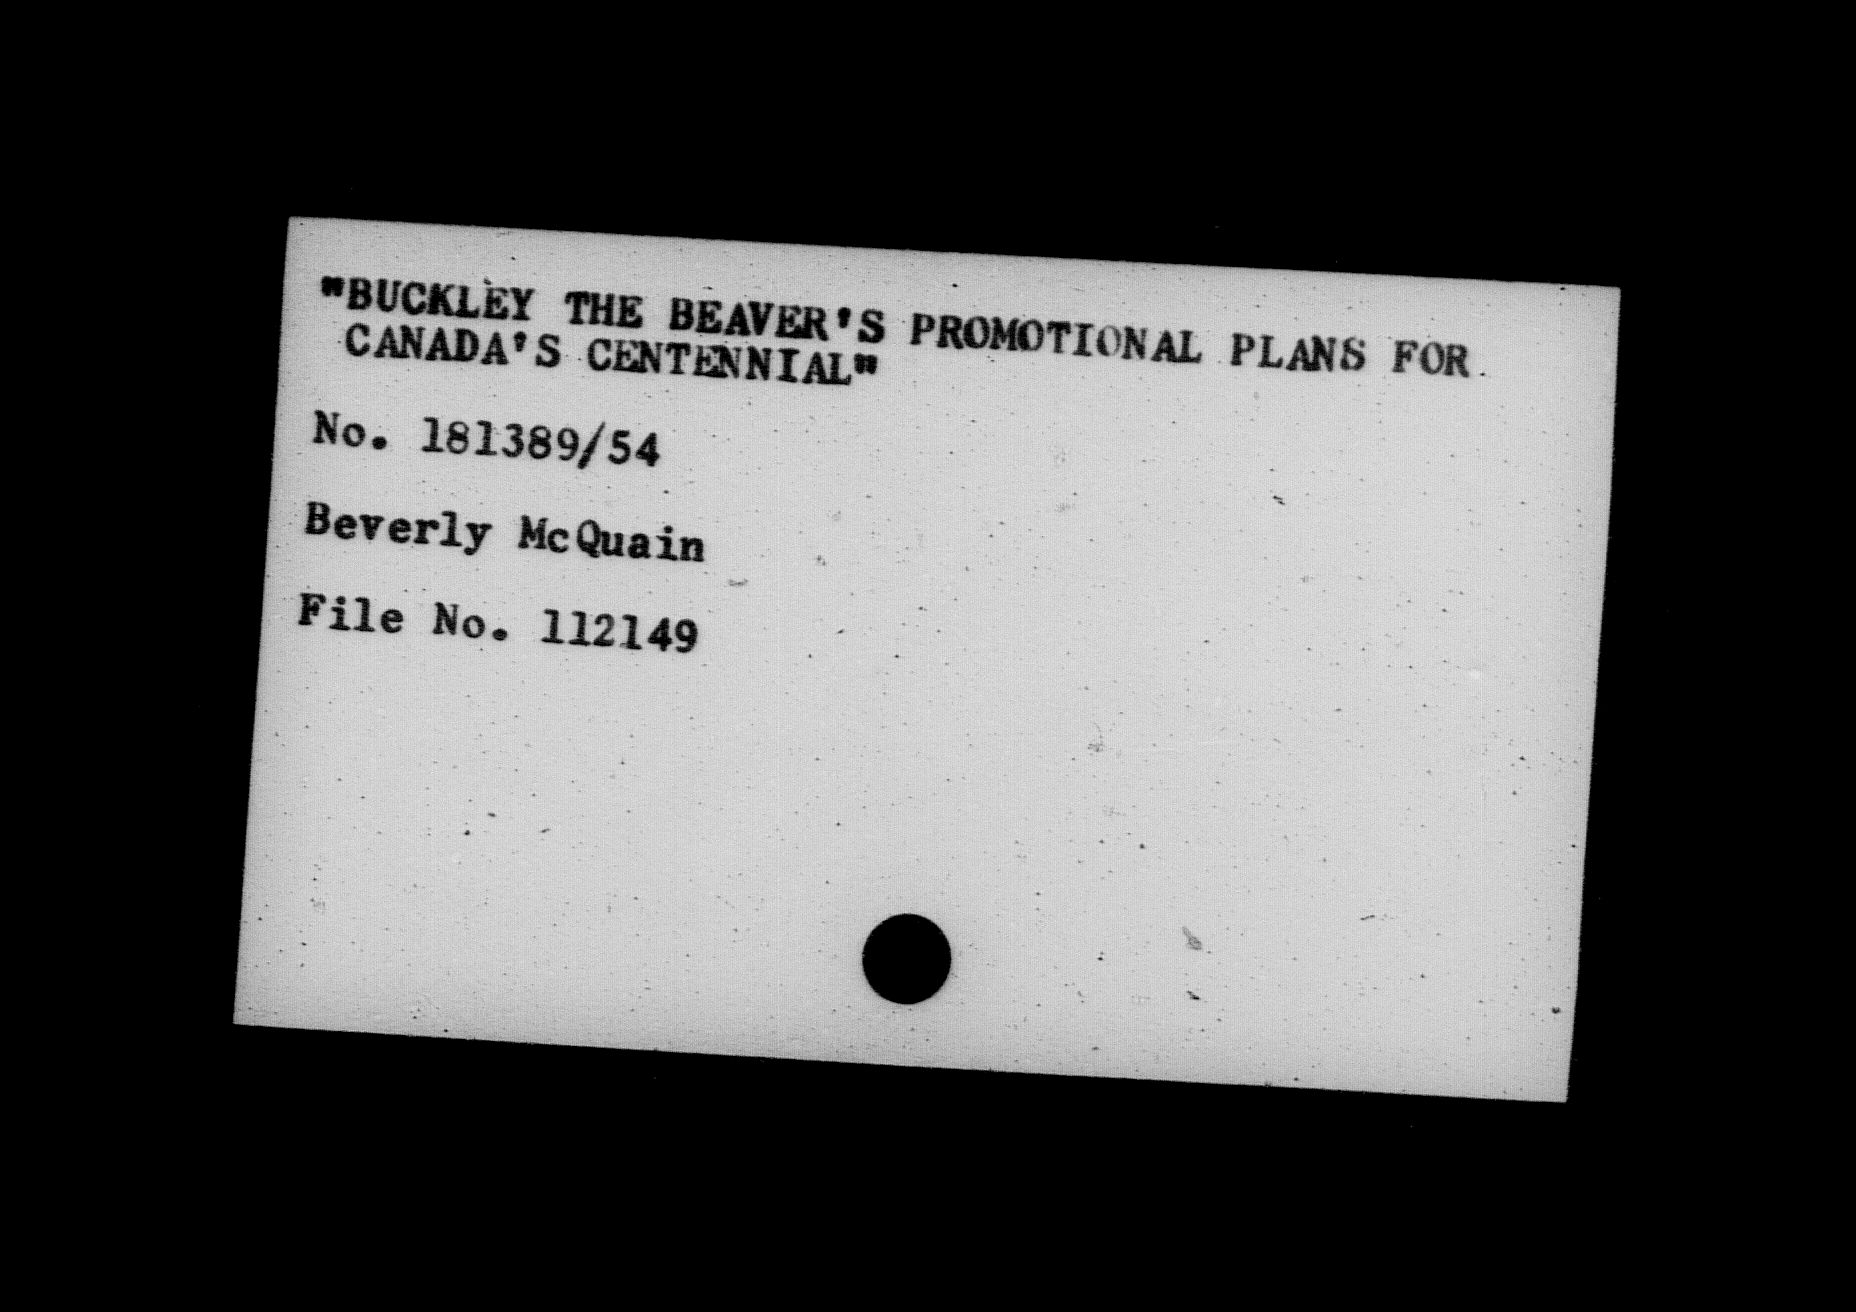 "BUCKLEY THE BEAVER'S PROMOTIONAL PLANS FOR
CANADA'S CENTENNIAL"
No. 181389/54
Beverly McQuain
File No. 112149